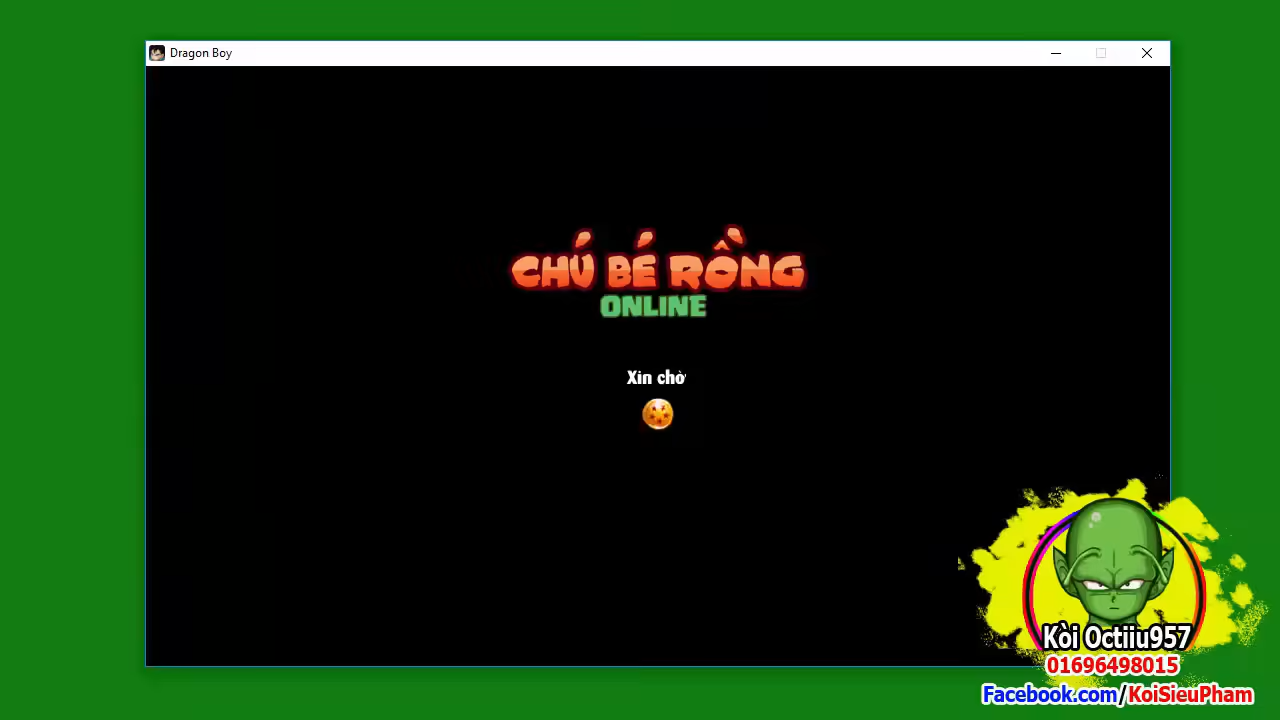 Dragon Boy
CHÚ BÉ RỒNG
ONLINE
Xin chờ
Kòi Octiiu957
01696498015
Facebook.com/KoiSieuPham